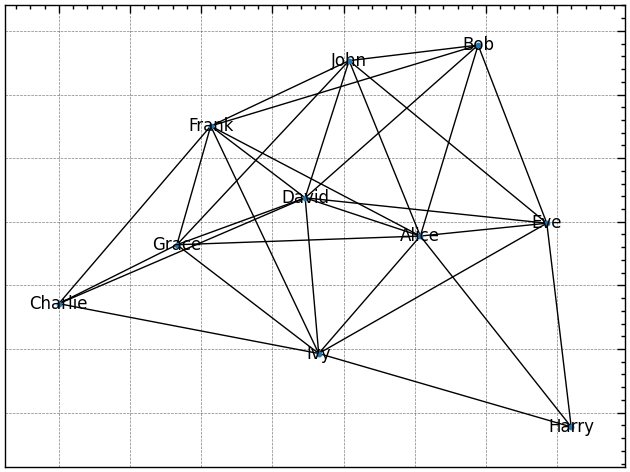 Bob
John
Frank
David
Eve
Alice
Grace
Charlie
Ivy
Harry